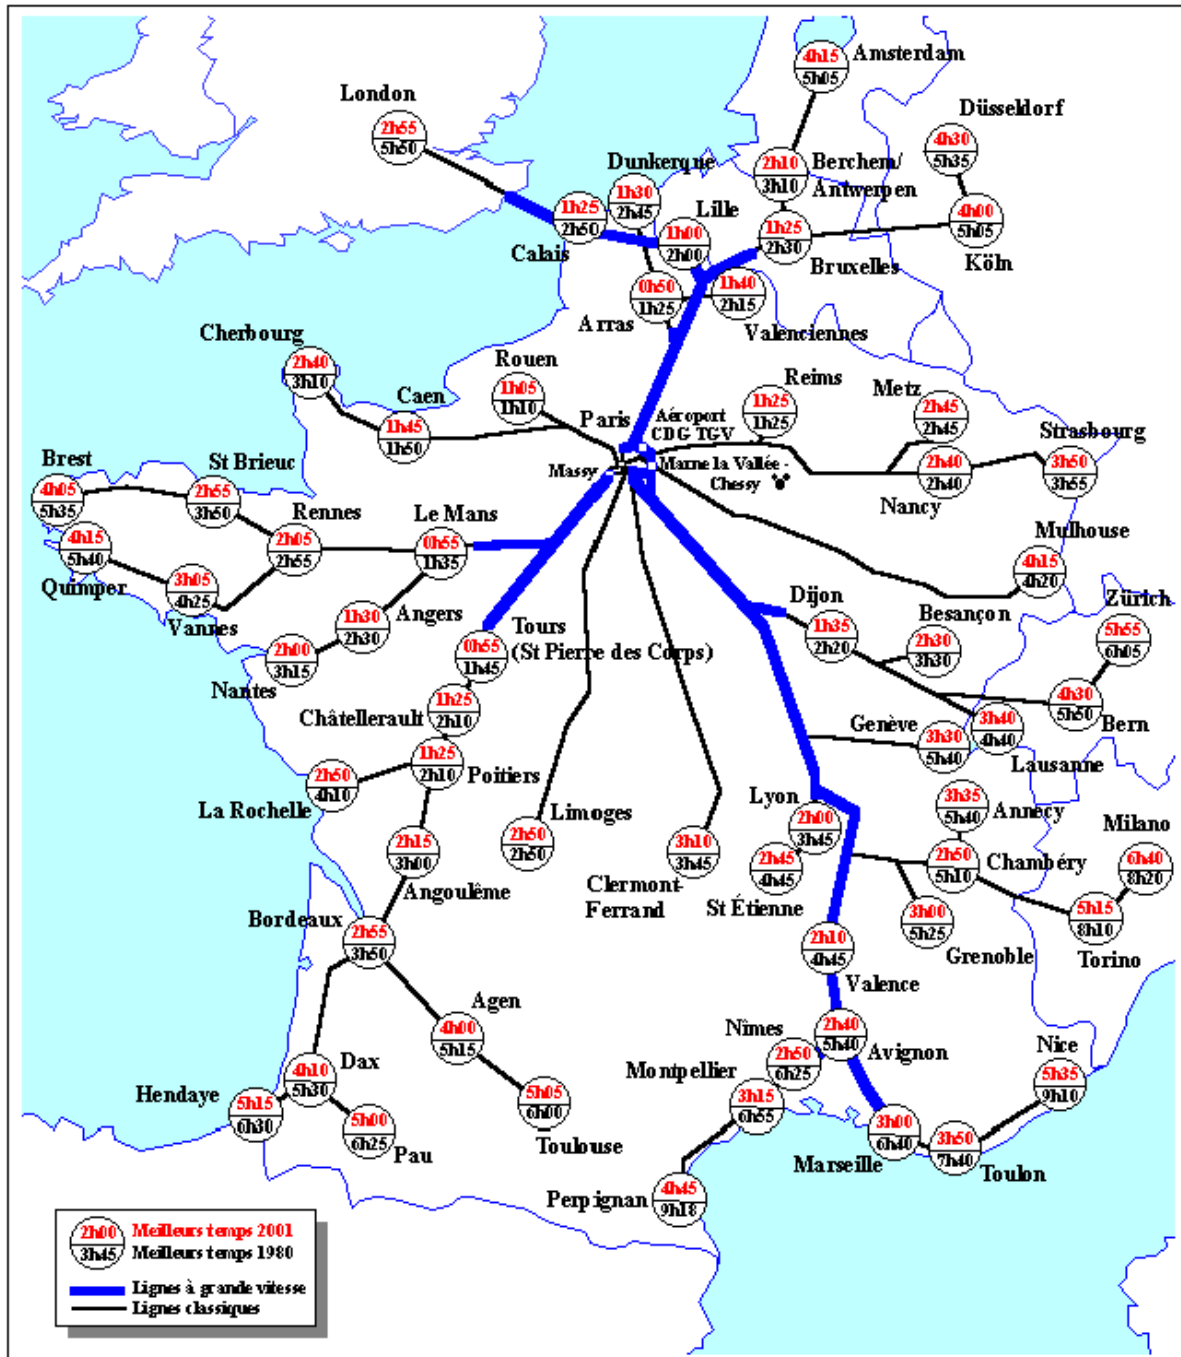 Amsterdam
4h15
5h05
London
2h55
5h50
Düsseldorf
4h30
5h35
Dunkerque
1h30
2h45
Berchem/
Antwerpen
2h10
3h10
Lille
1h00
2h00
Calais
1h25
2h50
Bruxelles
1h25
2h30
Köln
4h00
5h05
Arras
0h50
1h25
Valenciennes
1h40
2h15
Cherbourg
2h40
3h10
Rouen
1h05
1h10
Caen
1h45
1h50
Paris
Aéroport
CDG TGV
Reims
1h25
1h25
Metz
2h45
2h45
Strasbourg
3h50
3h55
Massy
Marne la Vallée -
Chessy
Nancy
2h40
2h40
Brest
4h05
5h35
St Brieuc
2h55
3h50
Rennes
2h05
2h55
Le Mans
0h55
1h35
Quimper
4h15
5h40
Vannes
3h05
4h25
Mulhouse
4h15
4h20
Angers
1h30
2h30
Nantes
2h00
3h15
Tours
(St Pierre des Corps)
0h55
1h45
Dijon
1h35
2h20
Besançon
2h30
3h30
Zürich
5h55
6h05
Châtellerault
1h25
2h10
Bern
4h30
5h50
Genève
3h30
5h40
Lausanne
3h40
4h40
Poitiers
1h25
2h10
La Rochelle
2h50
4h10
Limoges
2h50
2h50
Lyon
2h00
3h45
Annecy
3h35
5h40
Milano
6h40
8h20
Angoulême
2h15
3h00
Clermont-
Ferrand
3h10
3h45
St Étienne
2h45
4h45
Chambéry
2h50
5h10
Grenoble
3h00
5h25
Torino
5h15
8h10
Bordeaux
2h55
3h50
Valence
2h10
4h45
Agen
4h00
5h15
Nîmes
2h50
6h25
Avignon
2h40
5h40
Nice
5h35
9h10
Dax
4h10
5h30
Hendaye
5h15
6h30
Pau
5h00
6h25
Toulouse
5h05
6h00
Montpellier
3h15
6h55
Marseille
3h00
6h40
Toulon
3h50
7h40
Perpignan
4h45
9h18
2h00
3h45
Meilleurs temps 2001
Meilleurs temps 1980
Lignes à grande vitesse
Lignes classiques